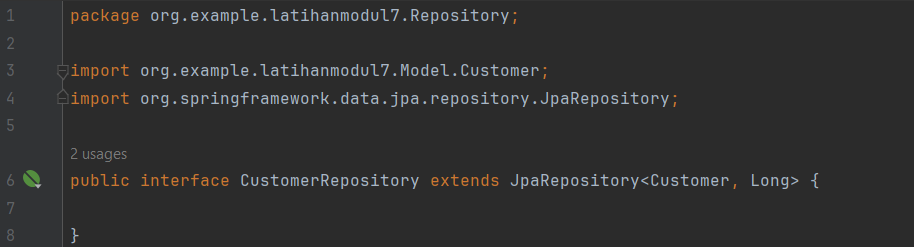 1 package org.example.latihanmodul7.Repository;
2
3 import org.example.latihanmodul7.Model.Customer;
4 import org.springframework.data.jpa.repository.JpaRepository;
5
2 usages
6 public interface CustomerRepository extends JpaRepository<Customer, Long> {
7
8 }